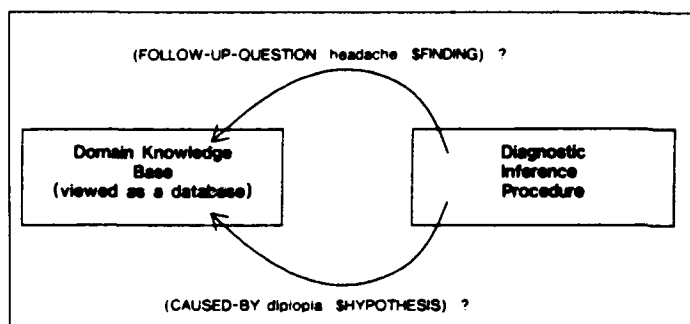 (FOLLOW-UP-QUESTION headache $FINDING) ?
Domain Knowledge
Base
(viewed as a database)
Diagnostic
Inference
Procedure
(CAUSED-BY diplopia $HYPOTHESIS) ?